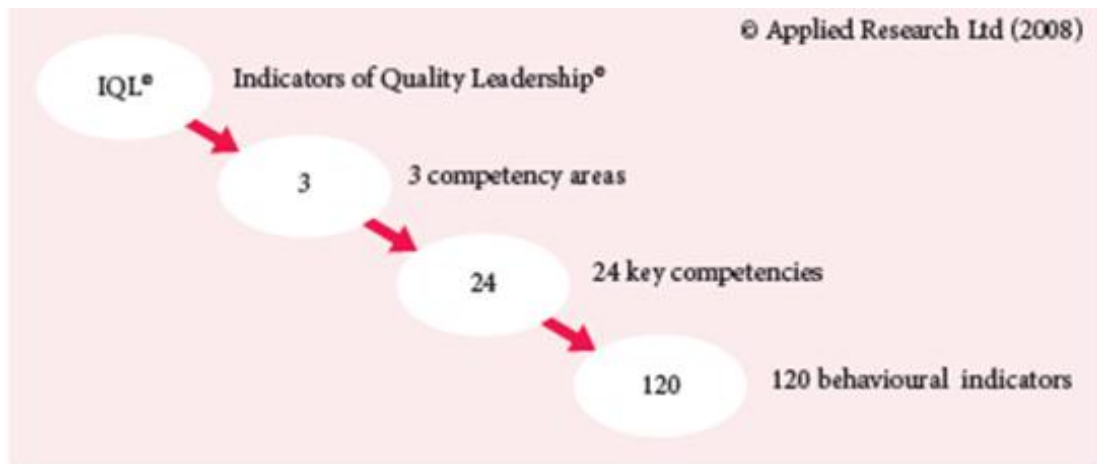 © Applied Research Ltd (2008)
IQL® Indicators of Quality Leadership®
3 3 competency areas
24 24 key competencies
120 120 behavioural indicators